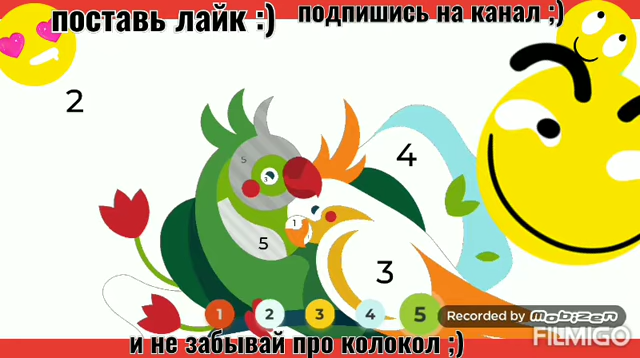 поставь лайк :)
подпишись на канал ;)
2
4
5
3
1
5
3
1 2 3 4 5
Recorded by Mobizen
FILMIGO
и не забывай про колокол ;)